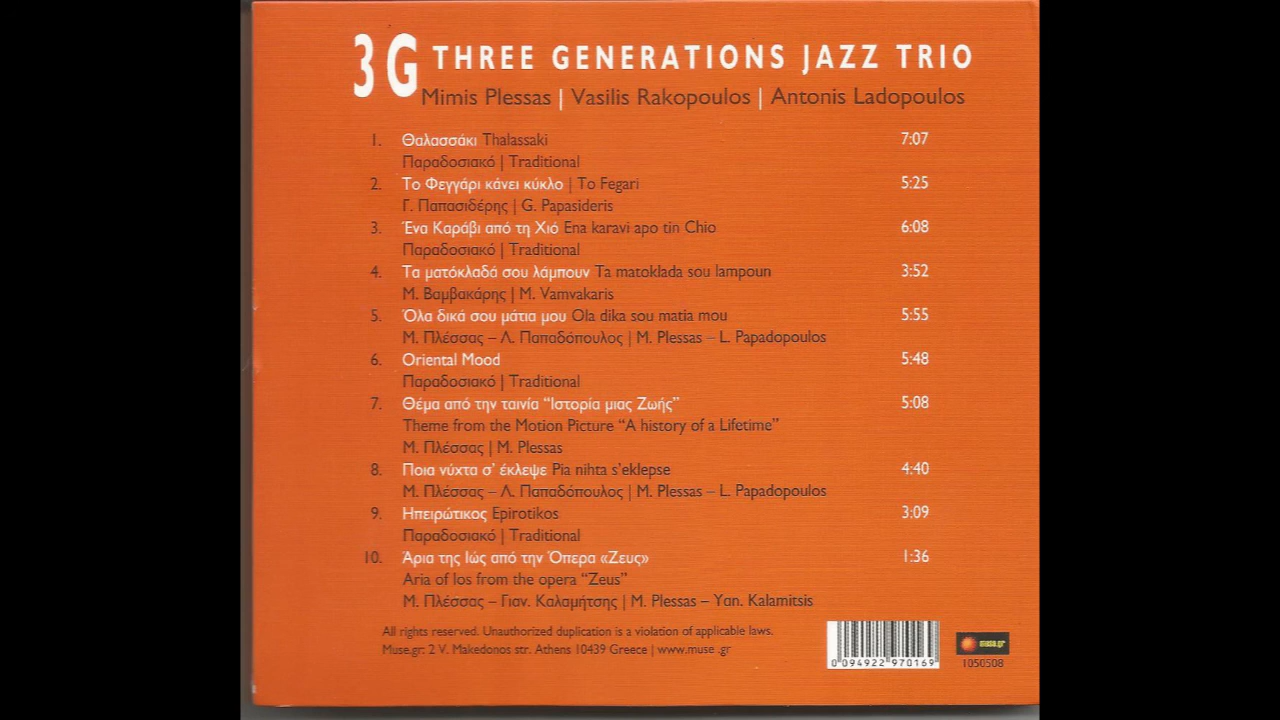 3G THREE GENERATIONS JAZZ TRIO
Mimis Plessas | Vasilis Rakopoulos | Antonis Ladopoulos
1. Θαλασσάκι Thalassaki 7:07
Παραδοσιακό | Traditional
2. Το Φεγγάρι κάνει κύκλο | To Fegari 5:25
Γ. Παπασιδέρης | G. Papasideris
3. Ένα Καράβι από τη Χιό Ena karavi apo tin Chio 6:08
Παραδοσιακό | Traditional
4. Τα ματόκλαδά σου λάμπουν Ta matoklada sou lampoun 3:52
Μ. Βαμβακάρης | M. Vamvakaris
5. Όλα δικά σου μάτια μου Ola dika sou matia mou 5:55
Μ. Πλέσσας – Λ. Παπαδόπουλος | M. Plessas – L. Papadopoulos
6. Oriental Mood 5:48
Παραδοσιακό | Traditional
7. Θέμα από την ταινία “Ιστορία μιας Ζωής” 5:08
Theme from the Motion Picture “A history of a Lifetime”
Μ. Πλέσσας | M. Plessas
8. Ποια νύχτα σ’ έκλεψε Pia nihta s’eklepse 4:40
Μ. Πλέσσας – Λ. Παπαδόπουλος | M. Plessas – L. Papadopoulos
9. Ηπειρώτικος Epirotikos 3:09
Παραδοσιακό | Traditional
10. Άρια της Ιώς από την Όπερα «Ζευς» 1:36
Aria of Ios from the opera “Zeus”
Μ. Πλέσσας – Γιαν. Καλαμήτσης | M. Plessas – Υαn. Kalamitsis
All rights reserved. Unauthorized duplication is a violation of applicable laws.
Muse.gr: 2 V. Makedonos str. Athens 10439 Greece | www.muse .gr
0 094922 970169
muse.gr
1050508